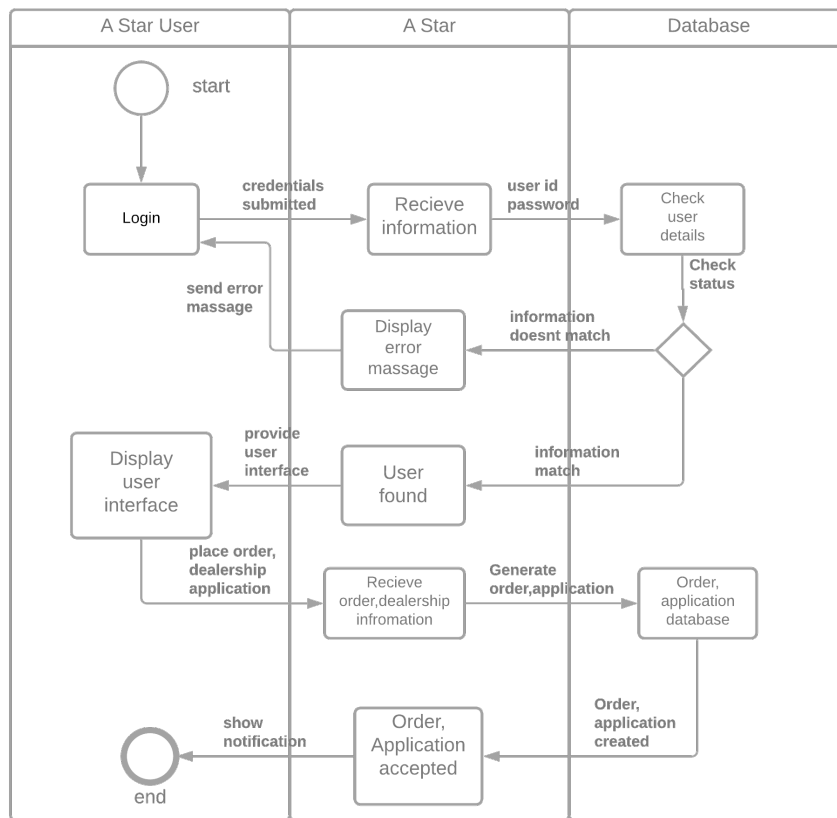 A Star User
A Star
Database
start
Login
credentials
submitted
Recieve
information
user id
password
Check
user
details
Check
status
send error
massage
Display
error
massage
information
doesnt match
Display
user
interface
provide
user
interface
User
found
information
match
place order,
dealership
application
Recieve
order,dealership
infromation
Generate
order,application
Order,
application
database
show
notification
Order,
Application
accepted
Order,
application
created
end